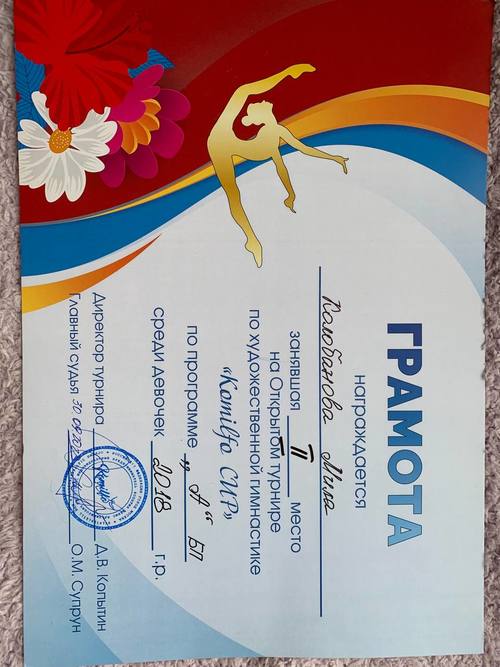 ГРАМОТА
награждается
Колобанова Мила
занявшая II место
на Открытом турнире
по художественной гимнастике
«Komilfo CUP»
по программе „А“ БП
среди девочек 2018 г.р.
Директор турнира Д.В. Копытин
Главный судья О.М. Супрун